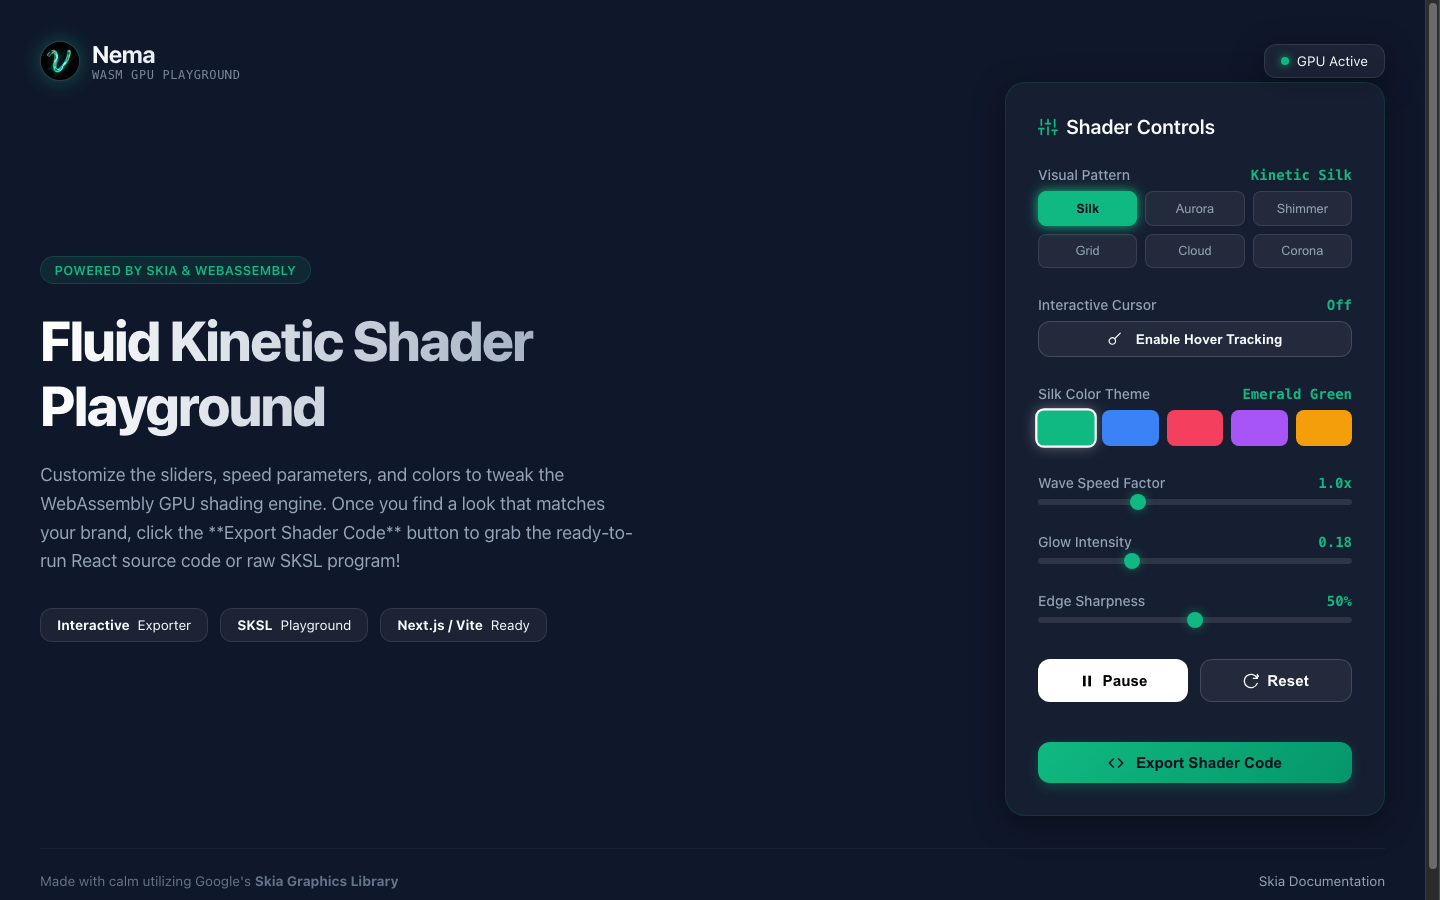 Nema
WASM GPU PLAYGROUND
GPU Active
POWERED BY SKIA & WEBASSEMBLY
Fluid Kinetic Shader
Playground
Customize the sliders, speed parameters, and colors to tweak the
WebAssembly GPU shading engine. Once you find a look that matches
your brand, click the **Export Shader Code** button to grab the ready-to-
run React source code or raw SKSL program!
Interactive Exporter
SKSL Playground
Next.js / Vite Ready
Shader Controls
Visual Pattern Kinetic Silk
Silk Aurora Shimmer
Grid Cloud Corona
Interactive Cursor Off
Enable Hover Tracking
Silk Color Theme Emerald Green
Wave Speed Factor 1.0x
Glow Intensity 0.18
Edge Sharpness 50%
Pause Reset
Export Shader Code
Made with calm utilizing Google's Skia Graphics Library
Skia Documentation